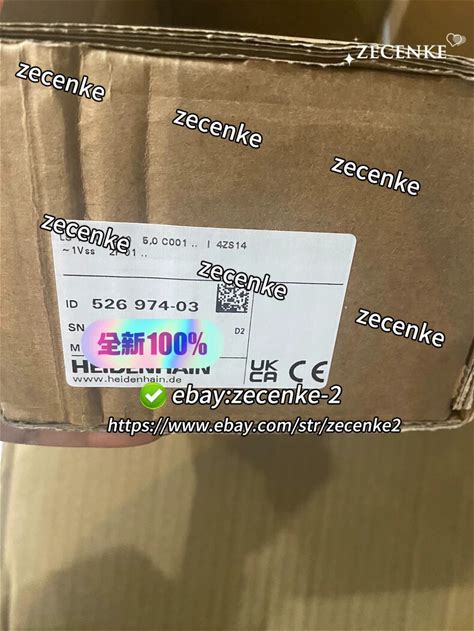 ZECENKE
zecenke
zecenke
zecenke
zecenke
5,0 C001 .. | 4ZS14
~1Vss
zecenke
ID 526 974-03
zecenke
SN
D2
全新100%
M
HEIDENHAIN
www.heidenhain.de
UK
CA CE
ebay:zecenke-2
https://www.ebay.com/str/zecenke2